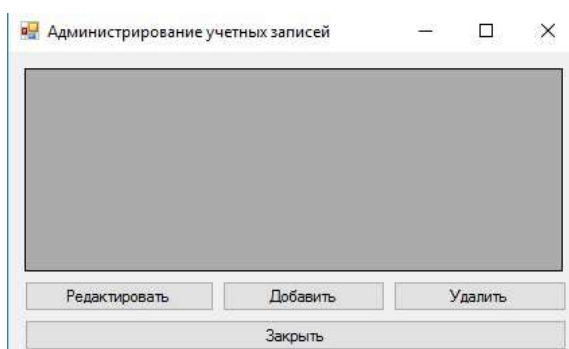 Администрирование учетных записей
Редактировать Добавить Удалить
Закрыть